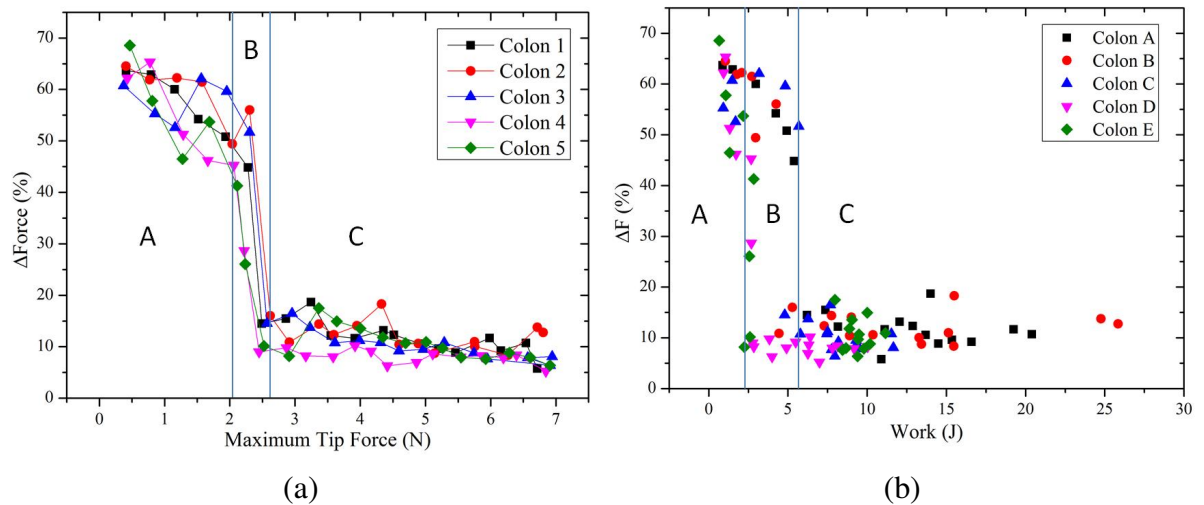 70
60
50
40
30
20
10
0
ΔForce (%)
0 1 2 3 4 5 6 7
Maximum Tip Force (N)
A
B
C
Colon 1
Colon 2
Colon 3
Colon 4
Colon 5
(a)
70
60
50
40
30
20
10
0
ΔF (%)
0 5 10 15 20 25 30
Work (J)
A
B
C
Colon A
Colon B
Colon C
Colon D
Colon E
(b)